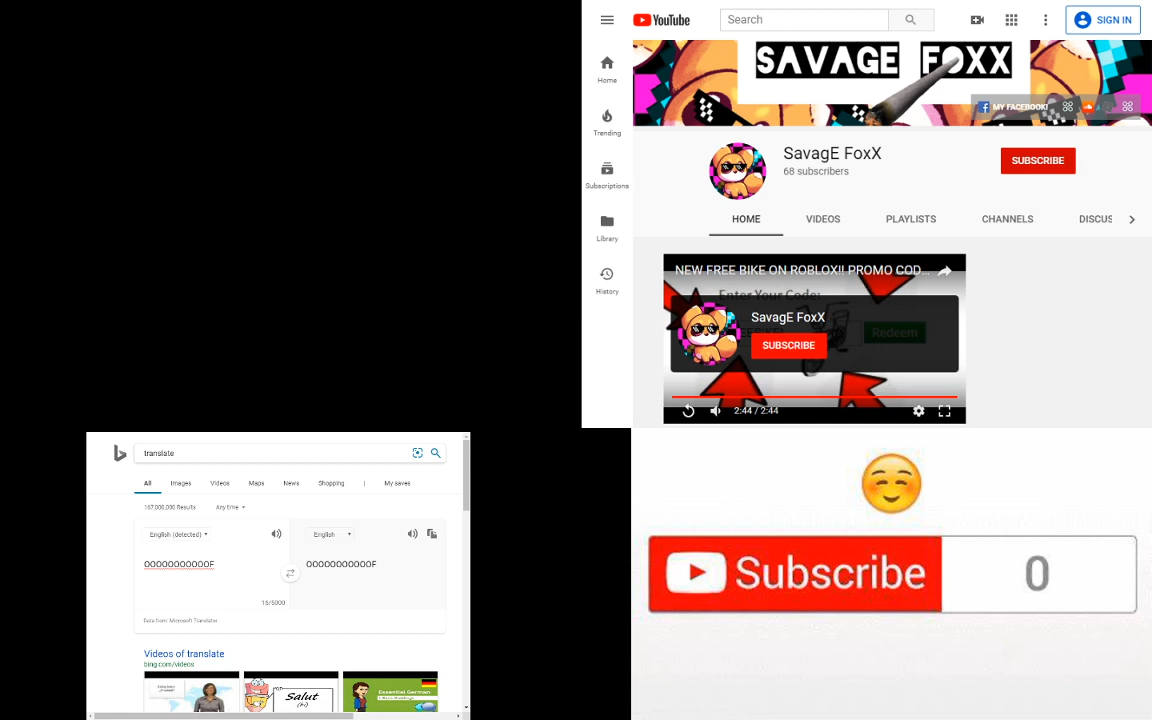 YouTube
Search
SIGN IN
SAVAGE FOXX
MY FACEBOOK!
Home
Trending
Subscriptions
Library
History
SavagE FoxX
68 subscribers
SUBSCRIBE
HOME VIDEOS PLAYLISTS CHANNELS DISCUS
NEW FREE BIKE ON ROBLOX!! PROMO COD...
Enter Your Code:
SavagE FoxX
SUBSCRIBE
Redeem
2:44 / 2:44
translate
All Images Videos Maps News Shopping | My saves
167,000,000 Results Any time
English (detected) English
OOOOOOOOOOOF OOOOOOOOOOOF
16/5000
Data from: Microsoft Translator
Videos of translate
bing.com/videos
Salut
Essential German
Subscribe 0